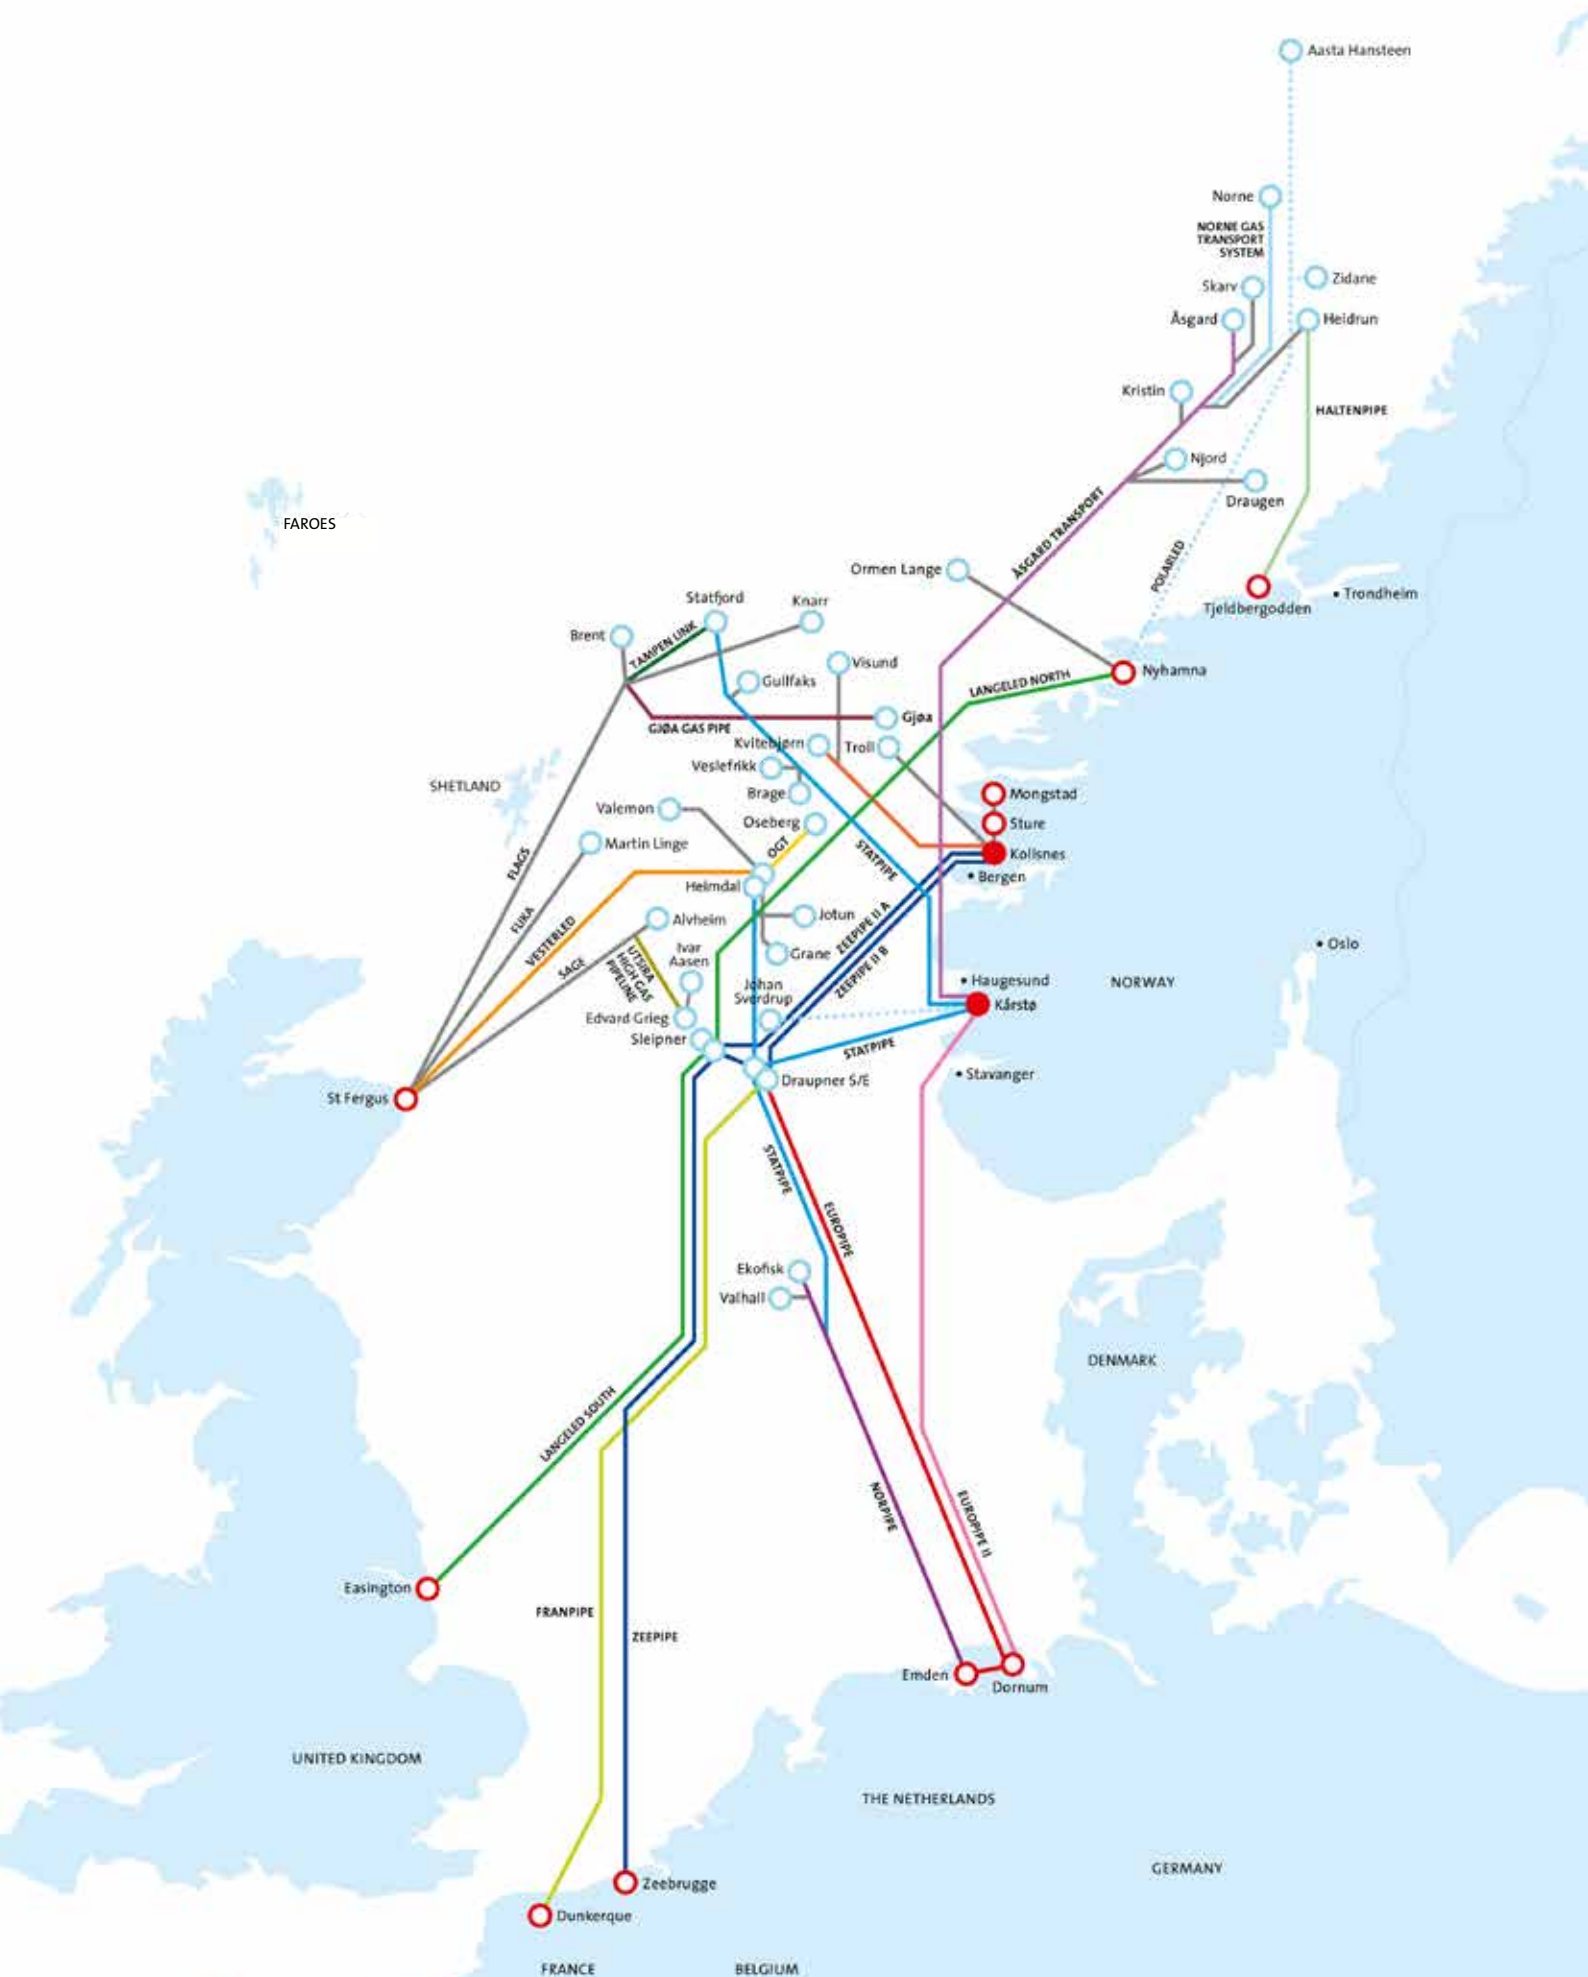 Aasta Hansteen
Norne
NORNE GAS
TRANSPORT
SYSTEM
Zidane
Skarv
Åsgard
Heidrun
Kristin
HALTENPIPE
Njord
Draugen
ÅSGARD TRANSPORT
FAROES
POLARLED
Ormen Lange
Trondheim
Tjeldbergodden
Statfjord
Knarr
Brent
TAMPEN LINK
Visund
Nyhamna
LANGELED NORTH
Gullfaks
Gjøa
GJØA GAS PIPE
Kvitebjørn
Troll
Veslefrikk
SHETLAND
Brage
Mongstad
Valemon
Oseberg
Sture
Martin Linge
OGT
STATPIPE
Kollsnes
FLAGS
Bergen
Heimdal
FUKA
VESTERLED
Alvheim
Jotun
ZEEPIPE II A
Oslo
Ivar
Aasen
Grane
ZEEPIPE II B
SAGE
UTSIRA
HIGH GAS
PIPELINE
Haugesund
NORWAY
Johan
Sverdrup
Kårstø
Edvard Grieg
Sleipner
STATPIPE
Stavanger
Draupner S/E
St Fergus
STATPIPE
EUROPIPE
Ekofisk
Valhall
DENMARK
LANGELED SOUTH
NORPIPE
EUROPIPE II
Easington
FRANPIPE
ZEEPIPE
Emden
Dornum
UNITED KINGDOM
THE NETHERLANDS
GERMANY
Zeebrugge
Dunkerque
FRANCE
BELGIUM